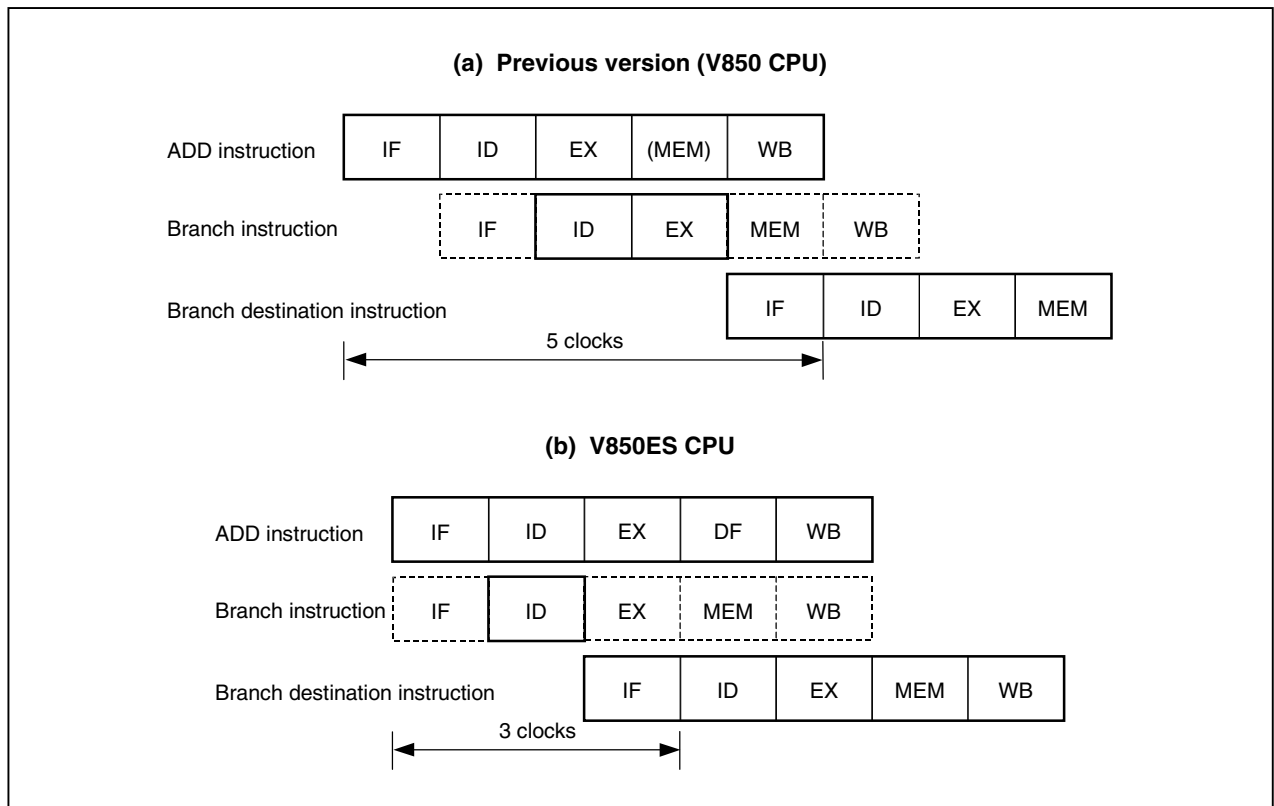 (a) Previous version (V850 CPU)
ADD instruction IF ID EX (MEM) WB
Branch instruction IF ID EX MEM WB
Branch destination instruction IF ID EX MEM
5 clocks
(b) V850ES CPU
ADD instruction IF ID EX DF WB
Branch instruction IF ID EX MEM WB
Branch destination instruction IF ID EX MEM WB
3 clocks